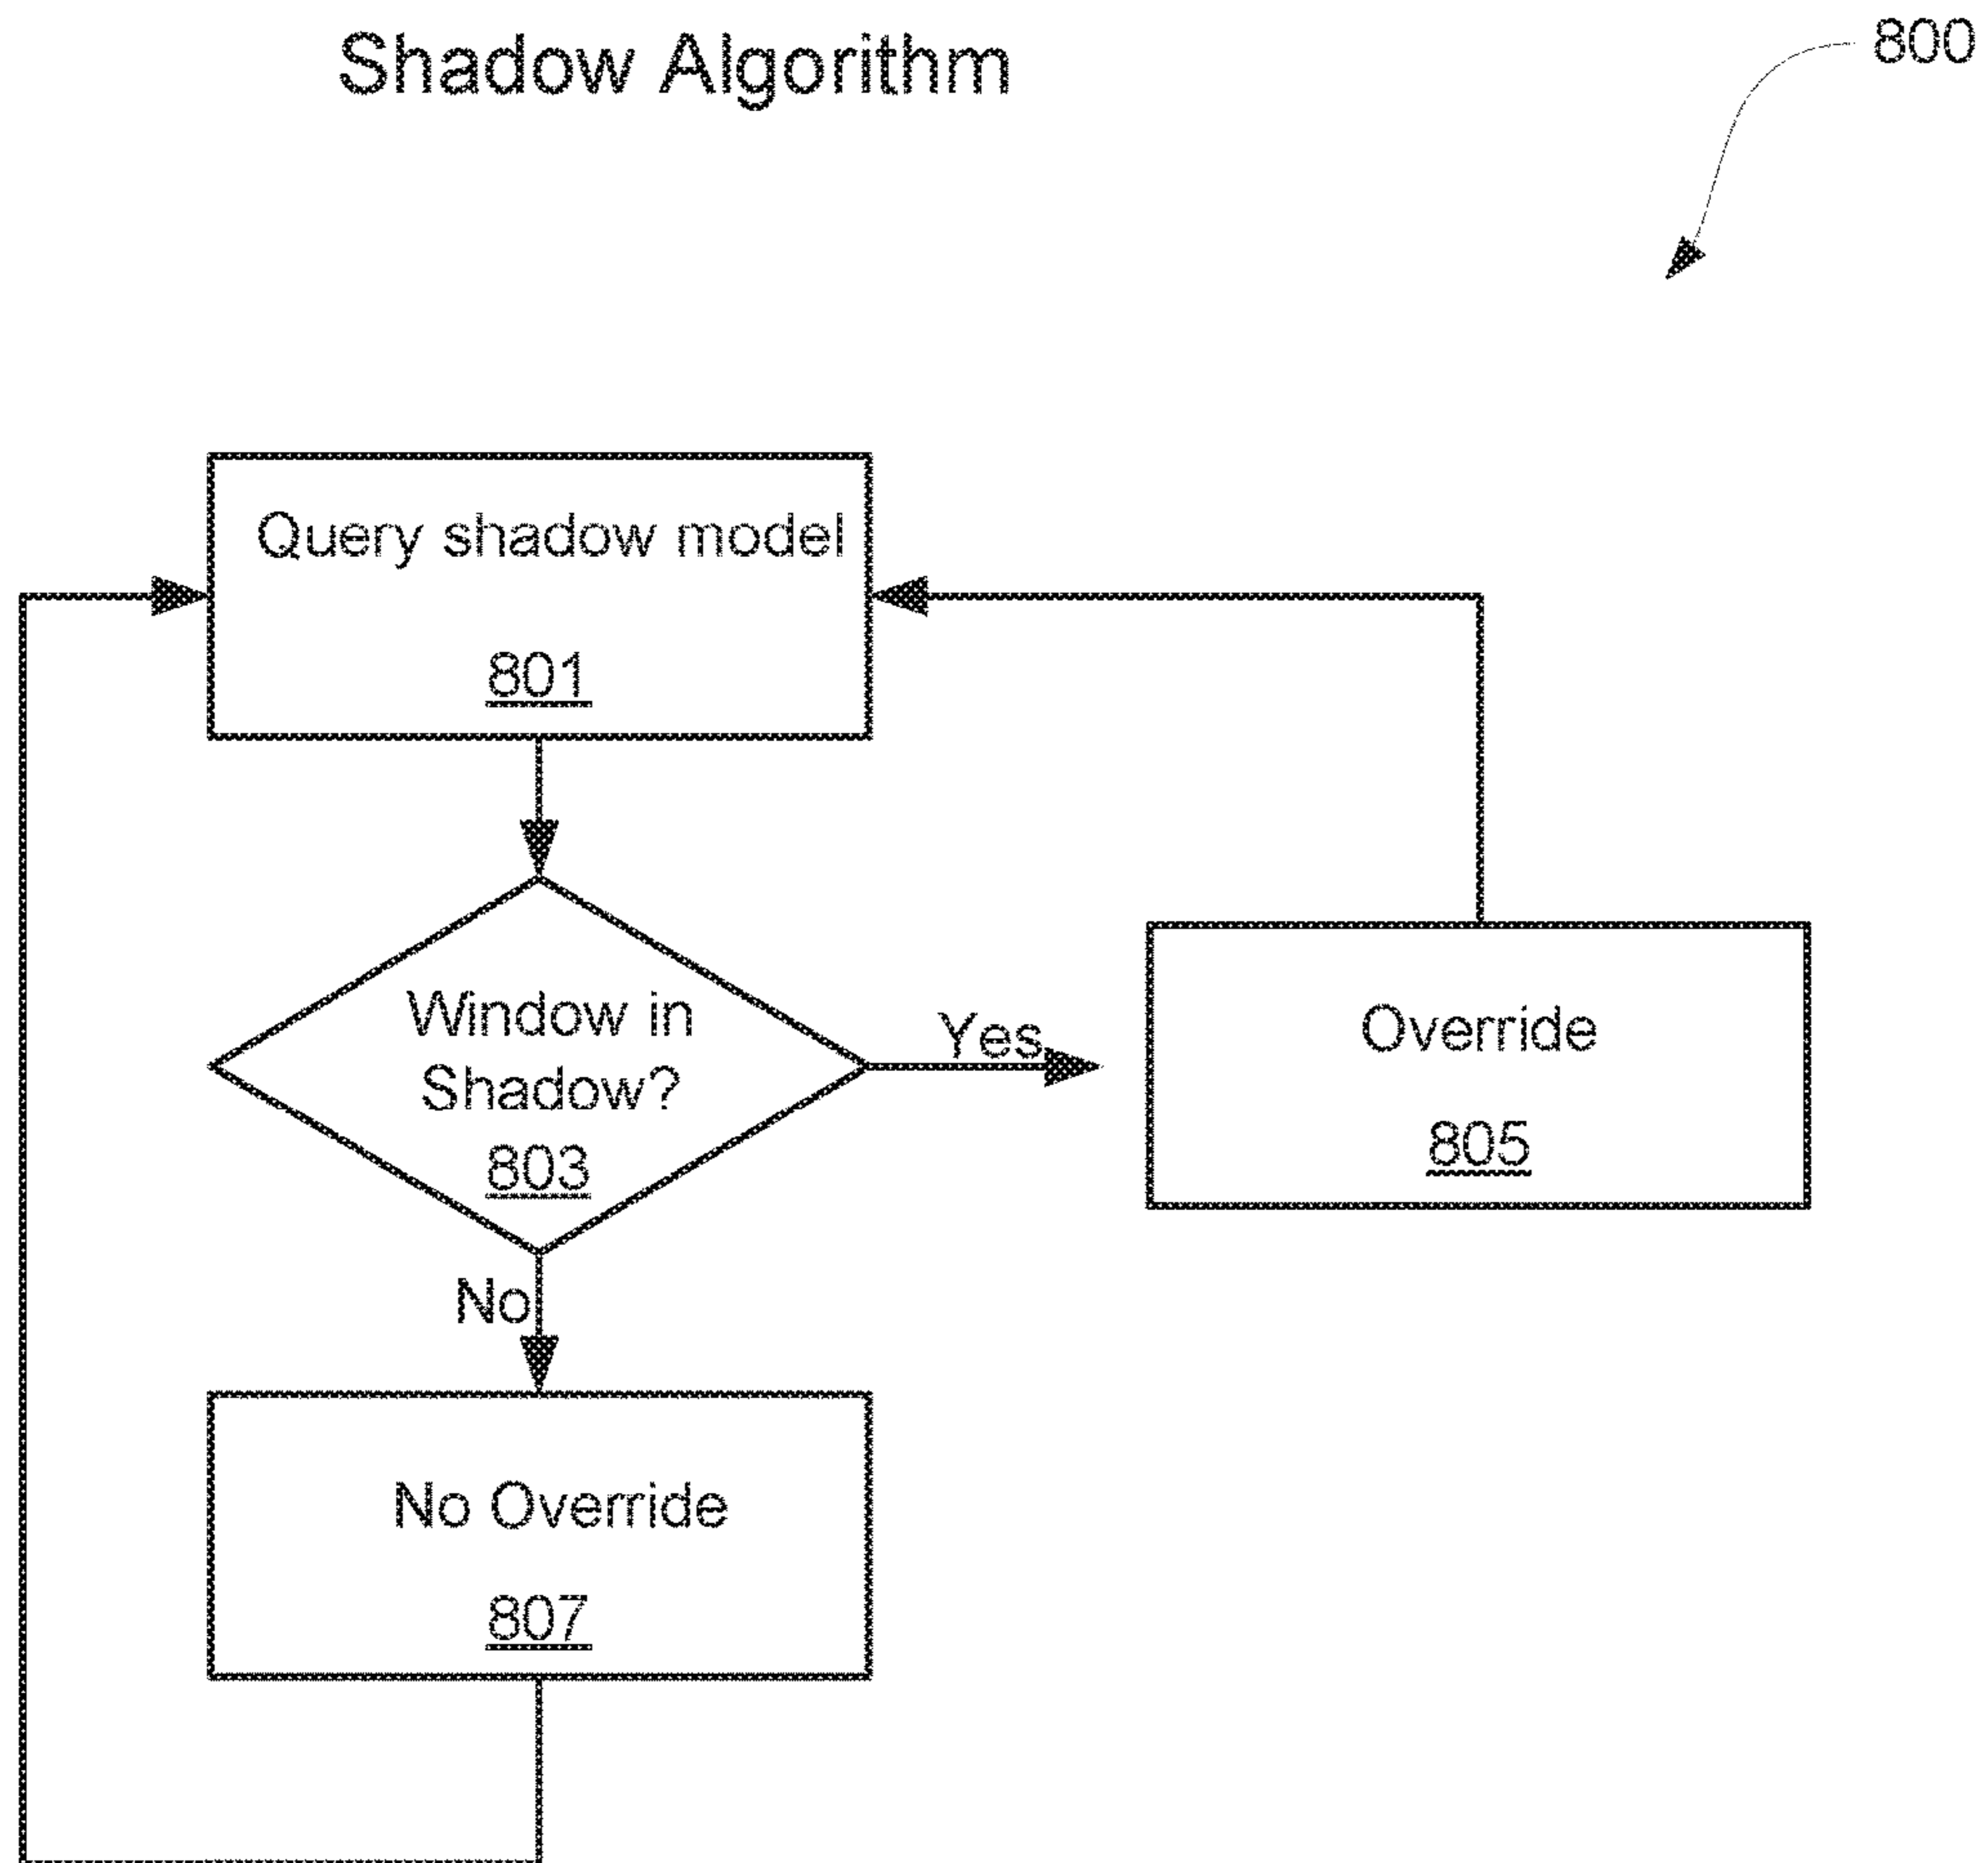 Shadow Algorithm
800
Query shadow model
801
Window in
Shadow?
803
Yes
Override
805
No
No Override
807